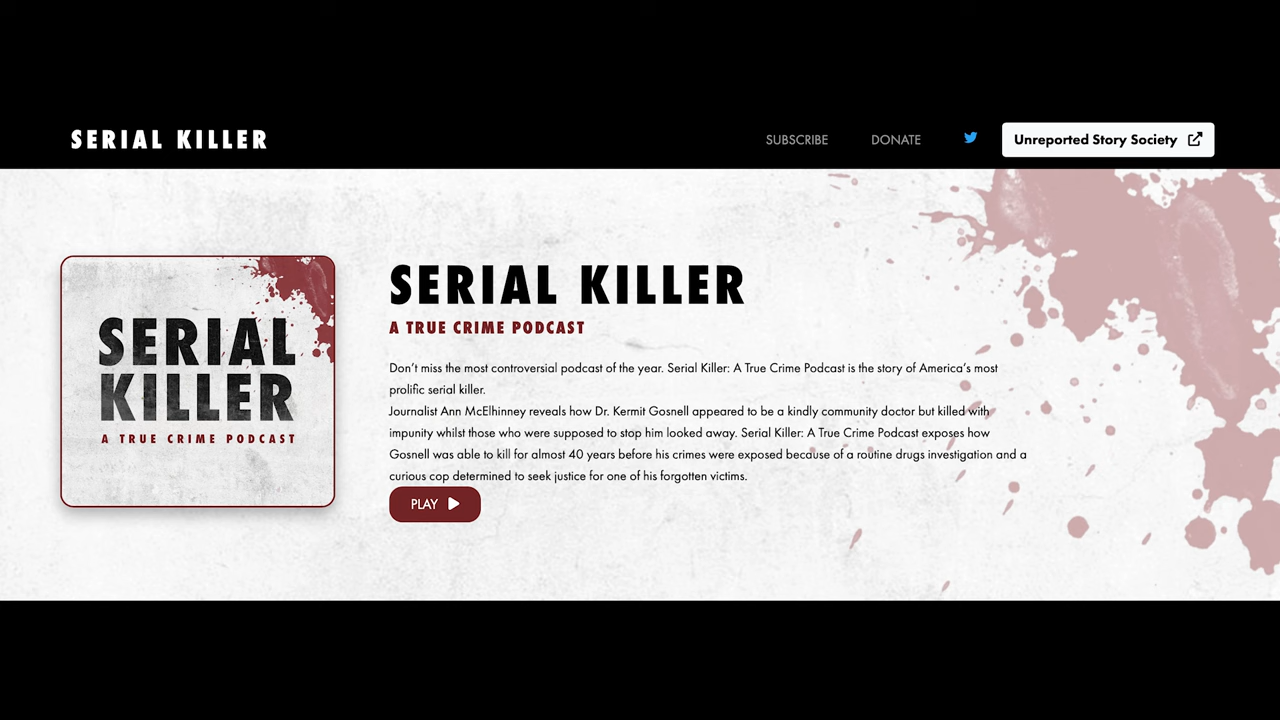 SERIAL KILLER
SUBSCRIBE
DONATE
Unreported Story Society
SERIAL
KILLER
A TRUE CRIME PODCAST
SERIAL KILLER
A TRUE CRIME PODCAST
Don't miss the most controversial podcast of the year. Serial Killer: A True Crime Podcast is the story of America's most
prolific serial killer.
Journalist Ann McElhinney reveals how Dr. Kermit Gosnell appeared to be a kindly community doctor but killed with
impunity whilst those who were supposed to stop him looked away. Serial Killer: A True Crime Podcast exposes how
Gosnell was able to kill for almost 40 years before his crimes were exposed because of a routine drugs investigation and a
curious cop determined to seek justice for one of his forgotten victims.
PLAY